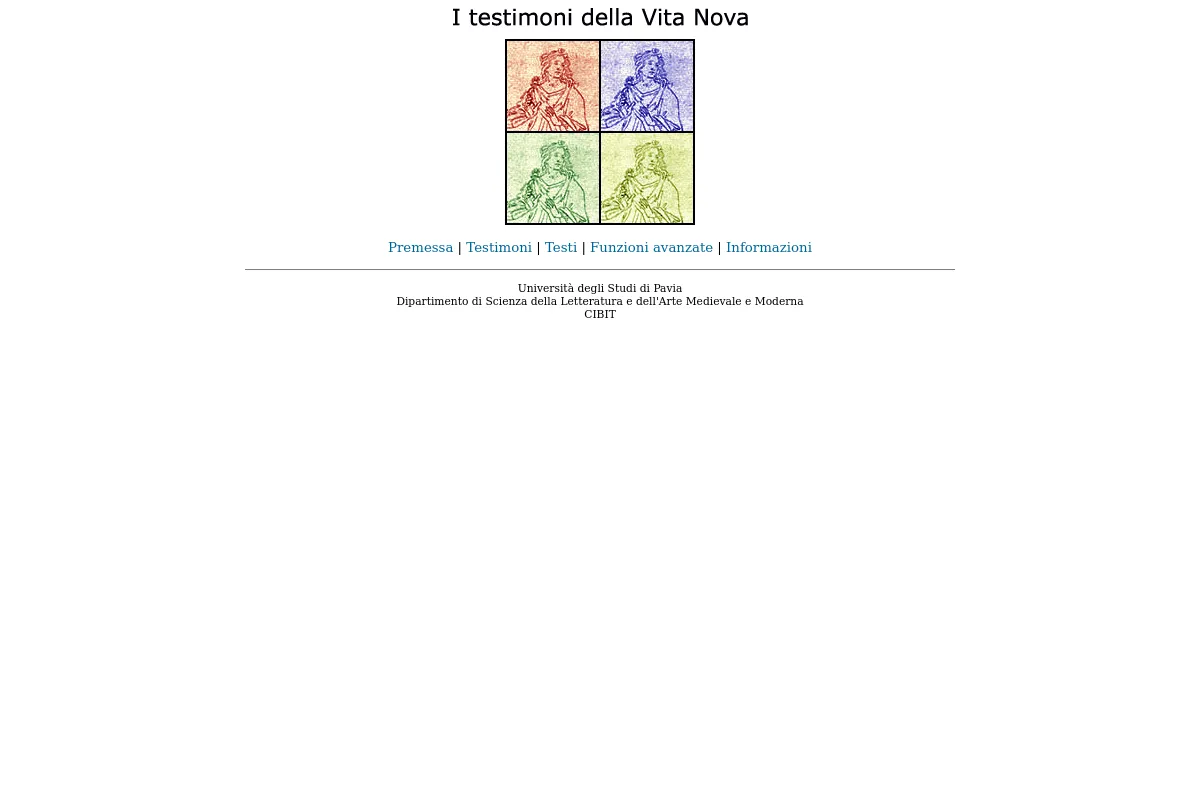 I testimoni della Vita Nova
Premessa | Testimoni | Testi | Funzioni avanzate | Informazioni
Università degli Studi di Pavia
Dipartimento di Scienza della Letteratura e dell'Arte Medievale e Moderna
CIBIT